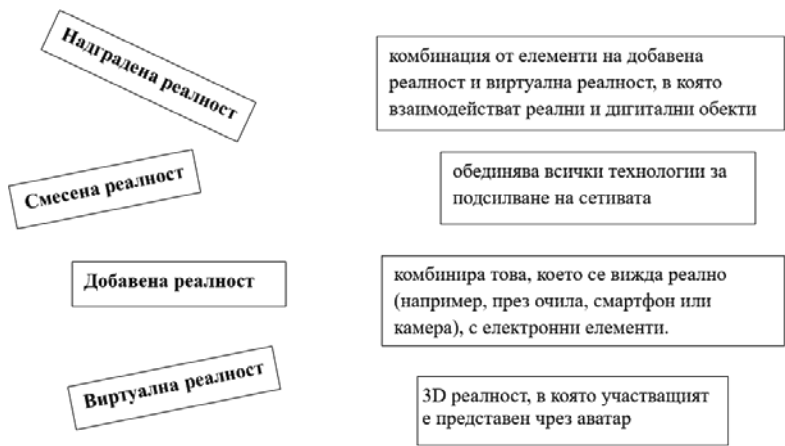 Надградена реалност
комбинация от елементи на добавена
реалност и виртуална реалност, в която
взаимодействат реални и дигитални обекти
Смесена реалност
обединява всички технологии за
подсилване на сетивата
Добавена реалност
комбинира това, което се вижда реално
(например, през очила, смартфон или
камера), с електронни елементи.
Виртуална реалност
3D реалност, в която участващият
е представен чрез аватар